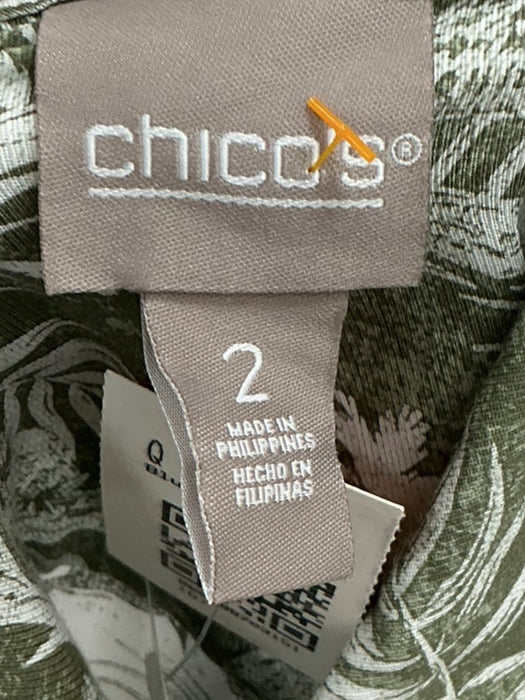 chico's®
2
MADE IN
PHILIPPINES
HECHO EN
FILIPINAS
Q